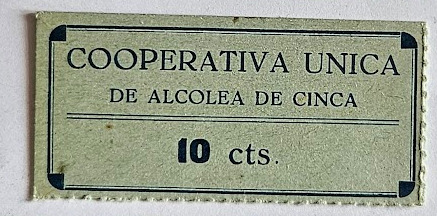 COOPERATIVA UNICA
DE ALCOLEA DE CINCA
10 cts.